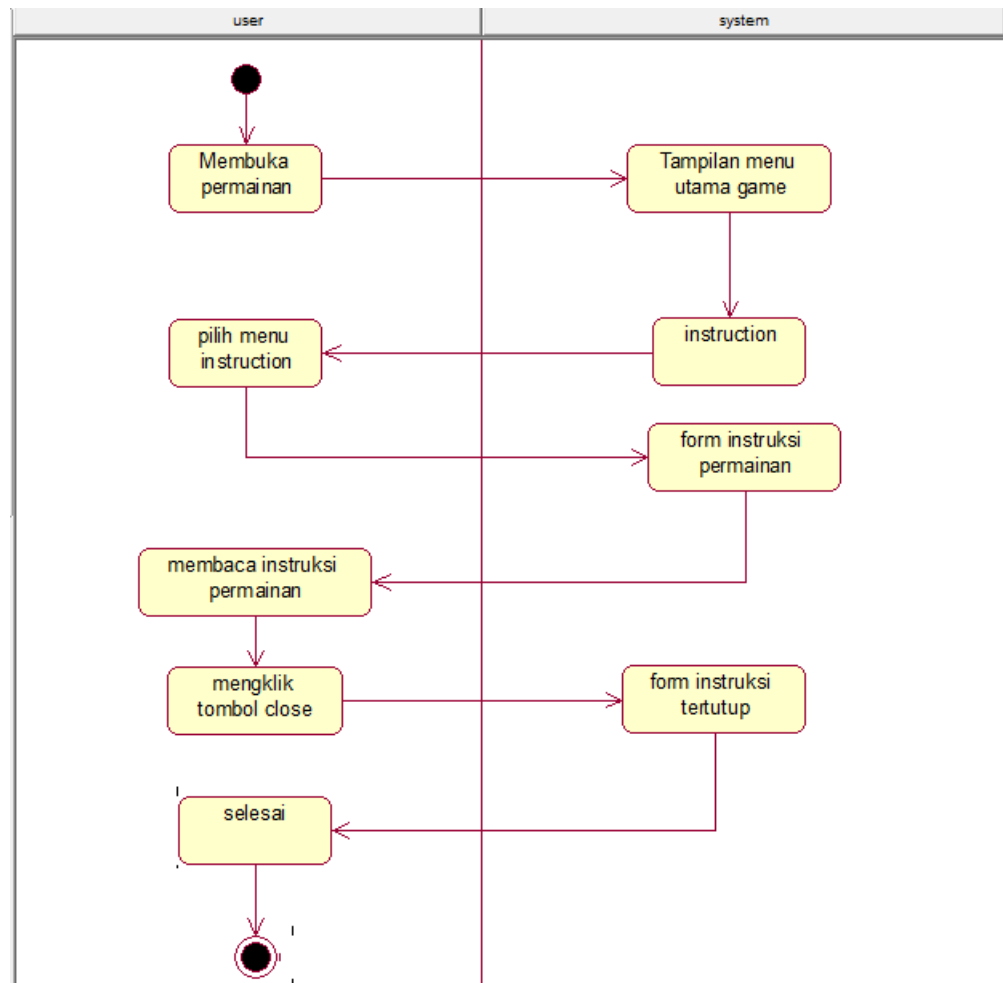 user
system
Membuka
permainan
Tampilan menu
utama game
pilih menu
instruction
instruction
form instruksi
permainan
membaca instruksi
permainan
mengklik
tombol close
form instruksi
tertutup
selesai